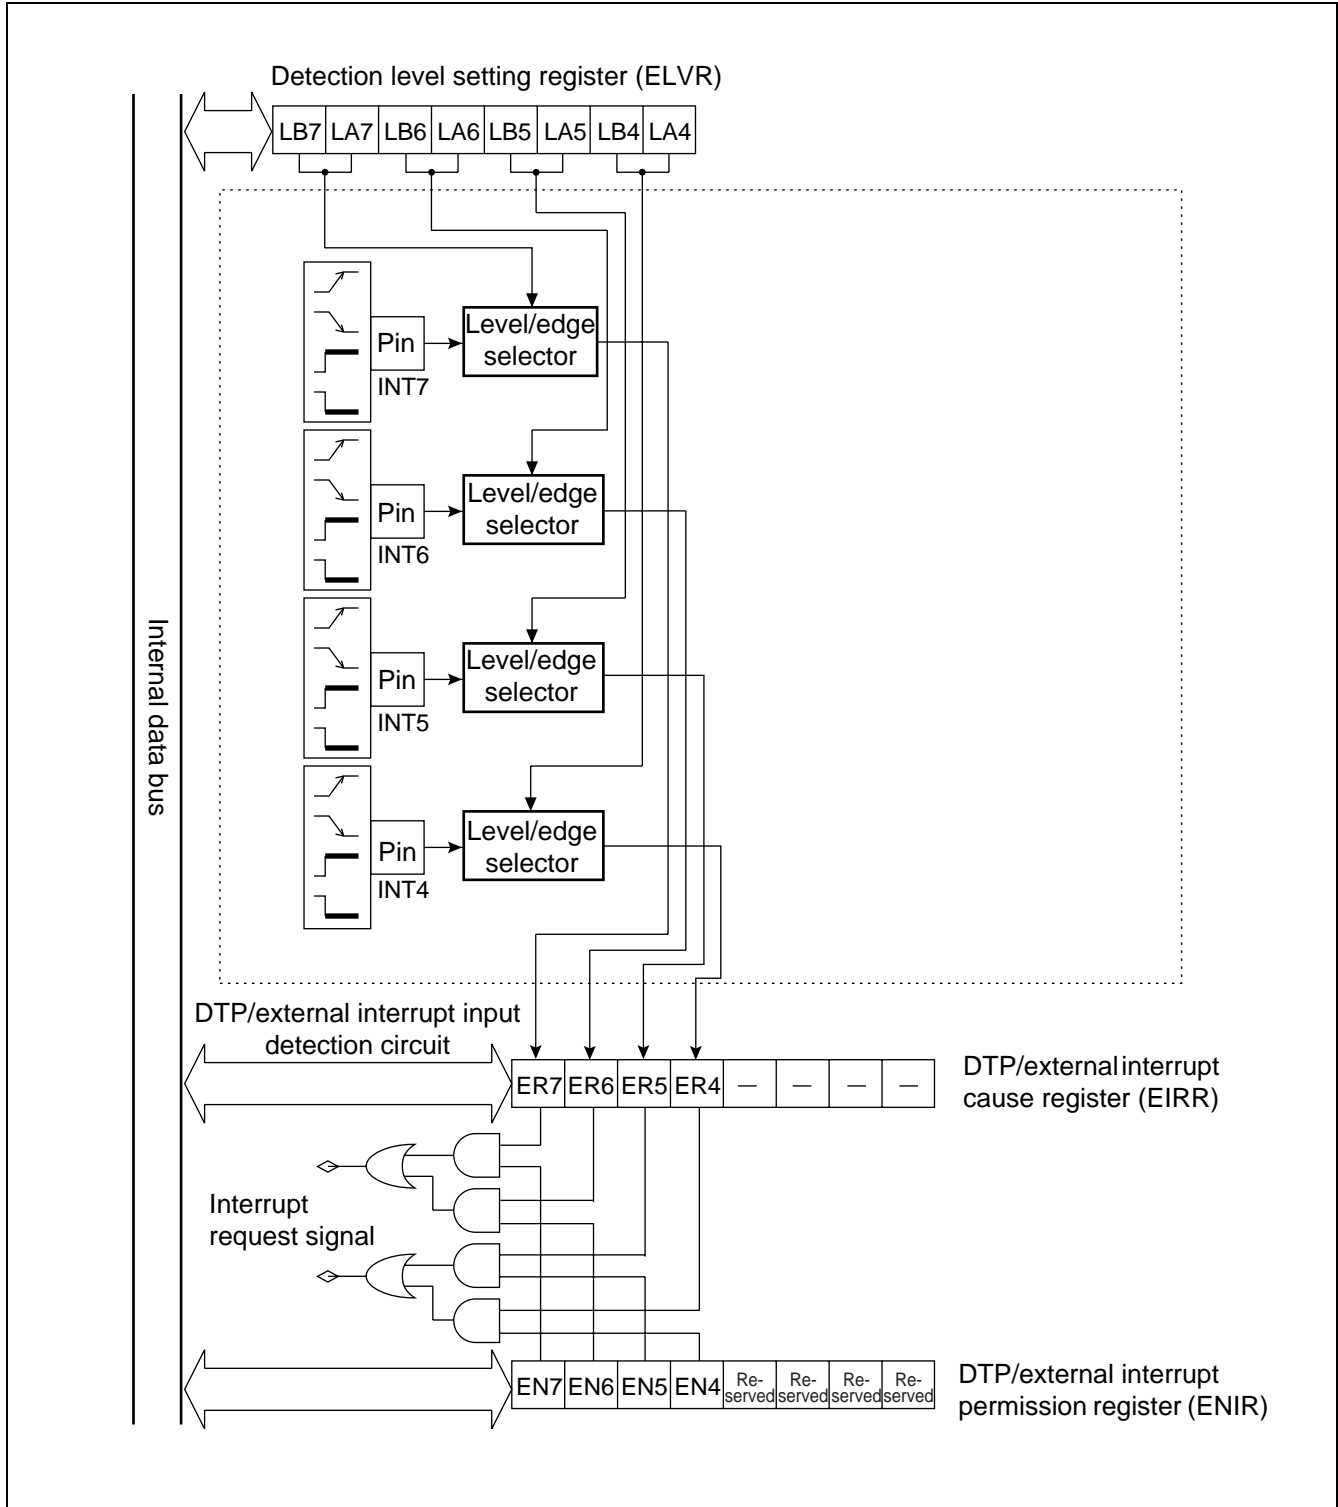 Detection level setting register (ELVR)
LB7 LA7 LB6 LA6 LB5 LA5 LB4 LA4
Level/edge
selector
Pin
INT7
Level/edge
selector
Pin
INT6
Level/edge
selector
Pin
INT5
Level/edge
selector
Pin
INT4
Internal data bus
DTP/external interrupt input
detection circuit
ER7 ER6 ER5 ER4 — — — —
DTP/external interrupt
cause register (EIRR)
Interrupt
request signal
EN7 EN6 EN5 EN4 Re-
served Re-
served Re-
served Re-
served
DTP/external interrupt
permission register (ENIR)